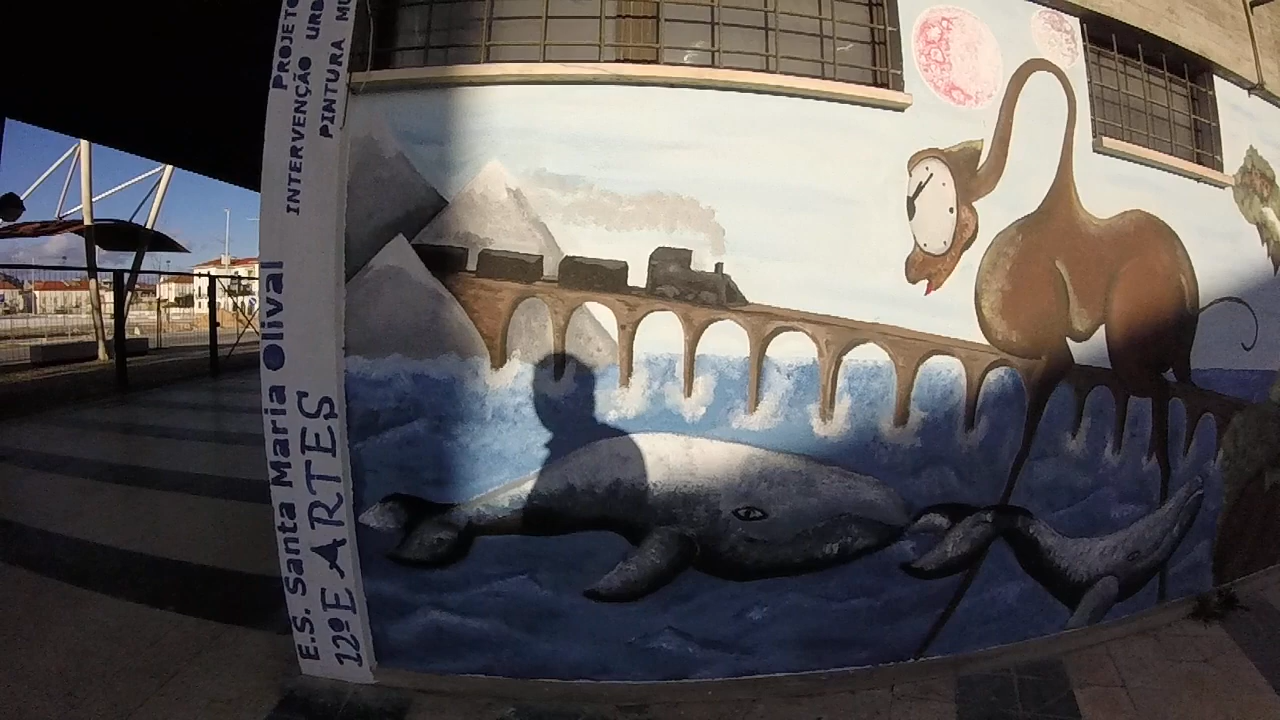 PROJETO
INTERVENÇÃO URB
PINTURA MU
E.S. Santa Maria Olival
12º E ARTES